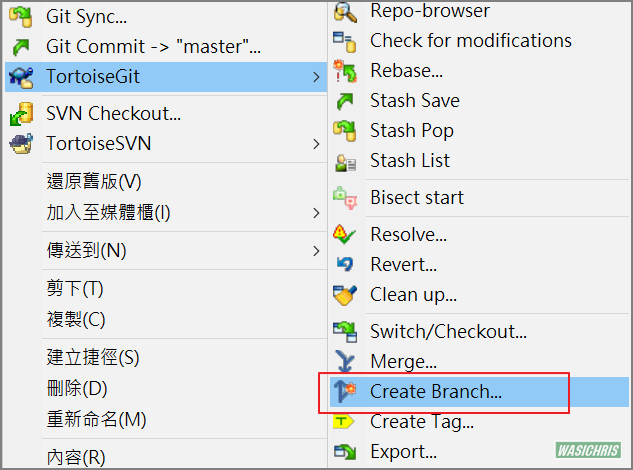 Git Sync...
Git Commit -> "master"...
TortoiseGit
SVN Checkout...
TortoiseSVN
還原舊版(V)
加入至媒體櫃(I)
傳送到(N)
剪下(T)
複製(C)
建立捷徑(S)
刪除(D)
重新命名(M)
內容(R)
Repo-browser
Check for modifications
Rebase...
Stash Save
Stash Pop
Stash List
Bisect start
Resolve...
Revert...
Clean up...
Switch/Checkout...
Merge...
Create Branch...
Create Tag...
Export...
WASICHRIS